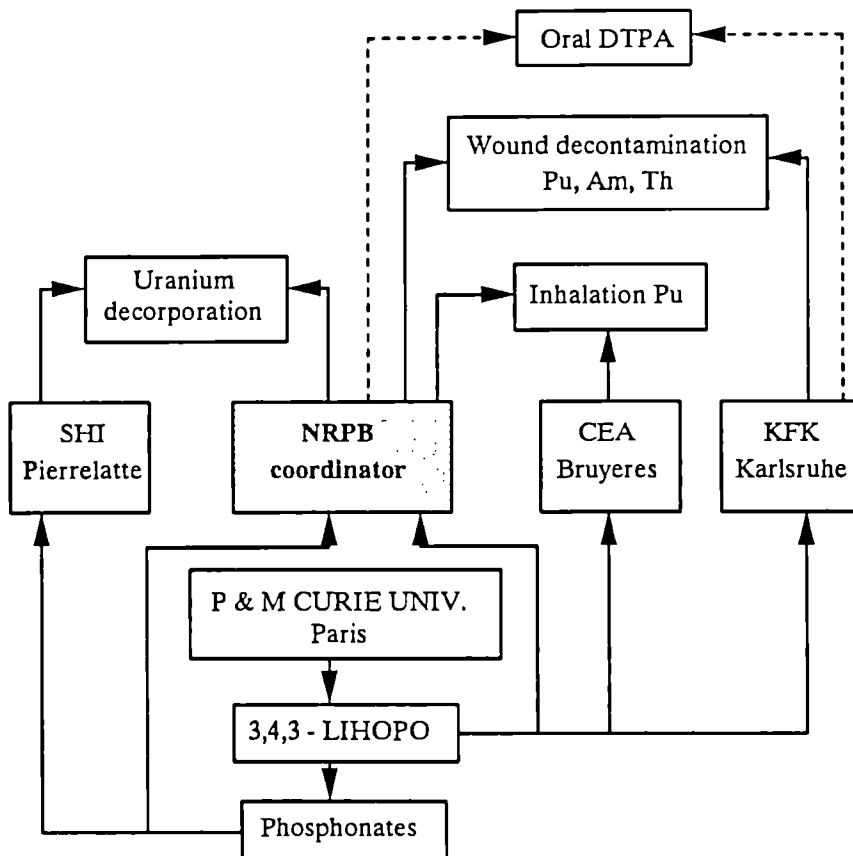 Oral DTPA
Wound decontamination
Pu, Am, Th
Uranium
decorporation
Inhalation Pu
SHI
Pierrelatte
NRPB
coordinator
CEA
Bruyeres
KFK
Karlsruhe
P & M CURIE UNIV.
Paris
3,4,3 - LIHOPO
Phosphonates